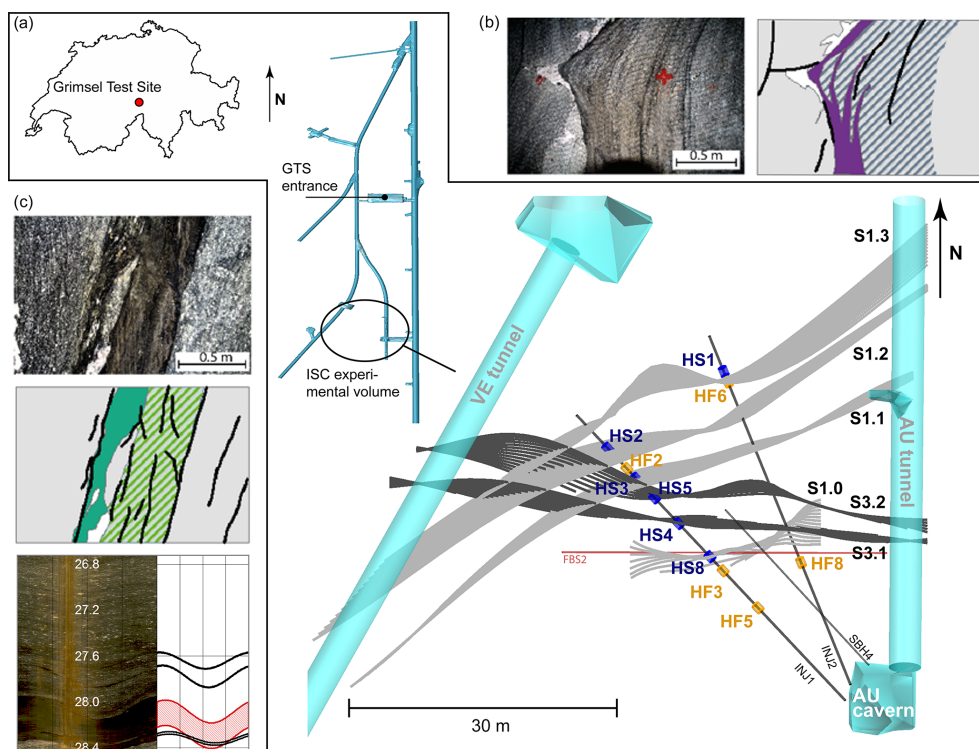 (a)
Grimsel Test Site
N
GTS
entrance
ISC experi-
mental volume
(b)
0.5 m
(c)
0.5 m
26.8
27.2
27.6
28.0
28.4
N
S1.3
S1.2
S1.1
S1.0
S3.2
S3.1
VE tunnel
AU tunnel
HS1
HF6
HS2
HF2
HS3
HS5
HS4
HS8
HF3
HF5
HF8
FBS2
SBH4
INJ2
INJ1
AU
cavern
30 m